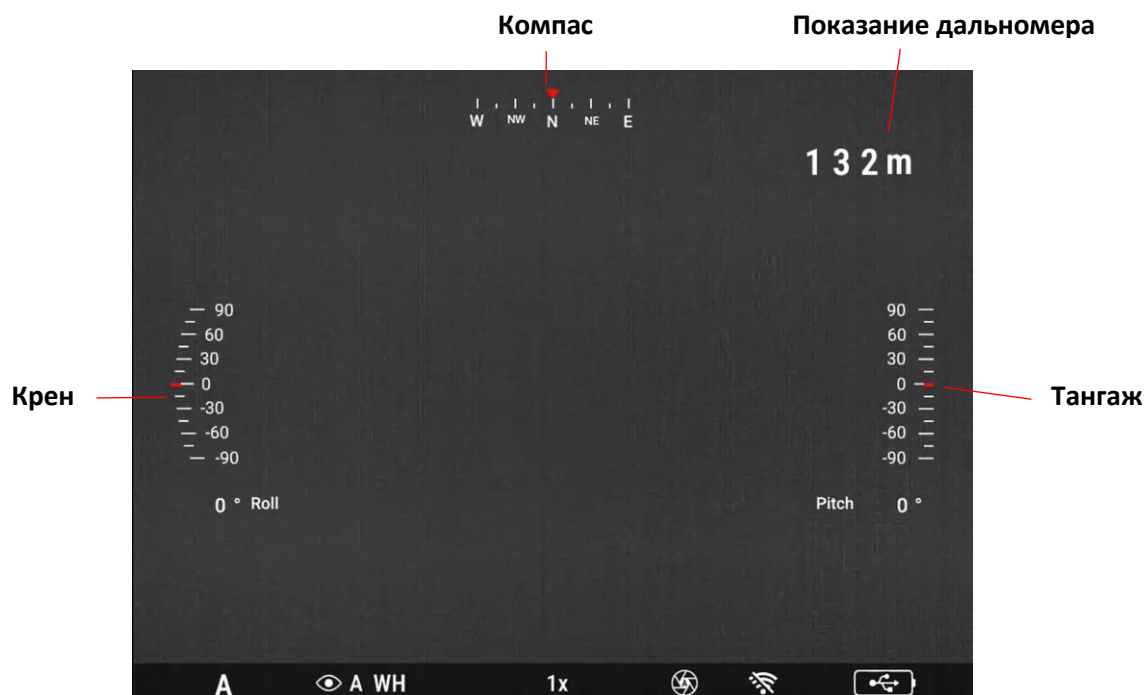 Компас
Показание дальномера
W NW N NE E
132m
90
60
30
0
-30
-60
-90
Крен
0 ° Roll
90
60
30
0
-30
-60
-90
Тангаж
Pitch 0 °
A A WH 1x